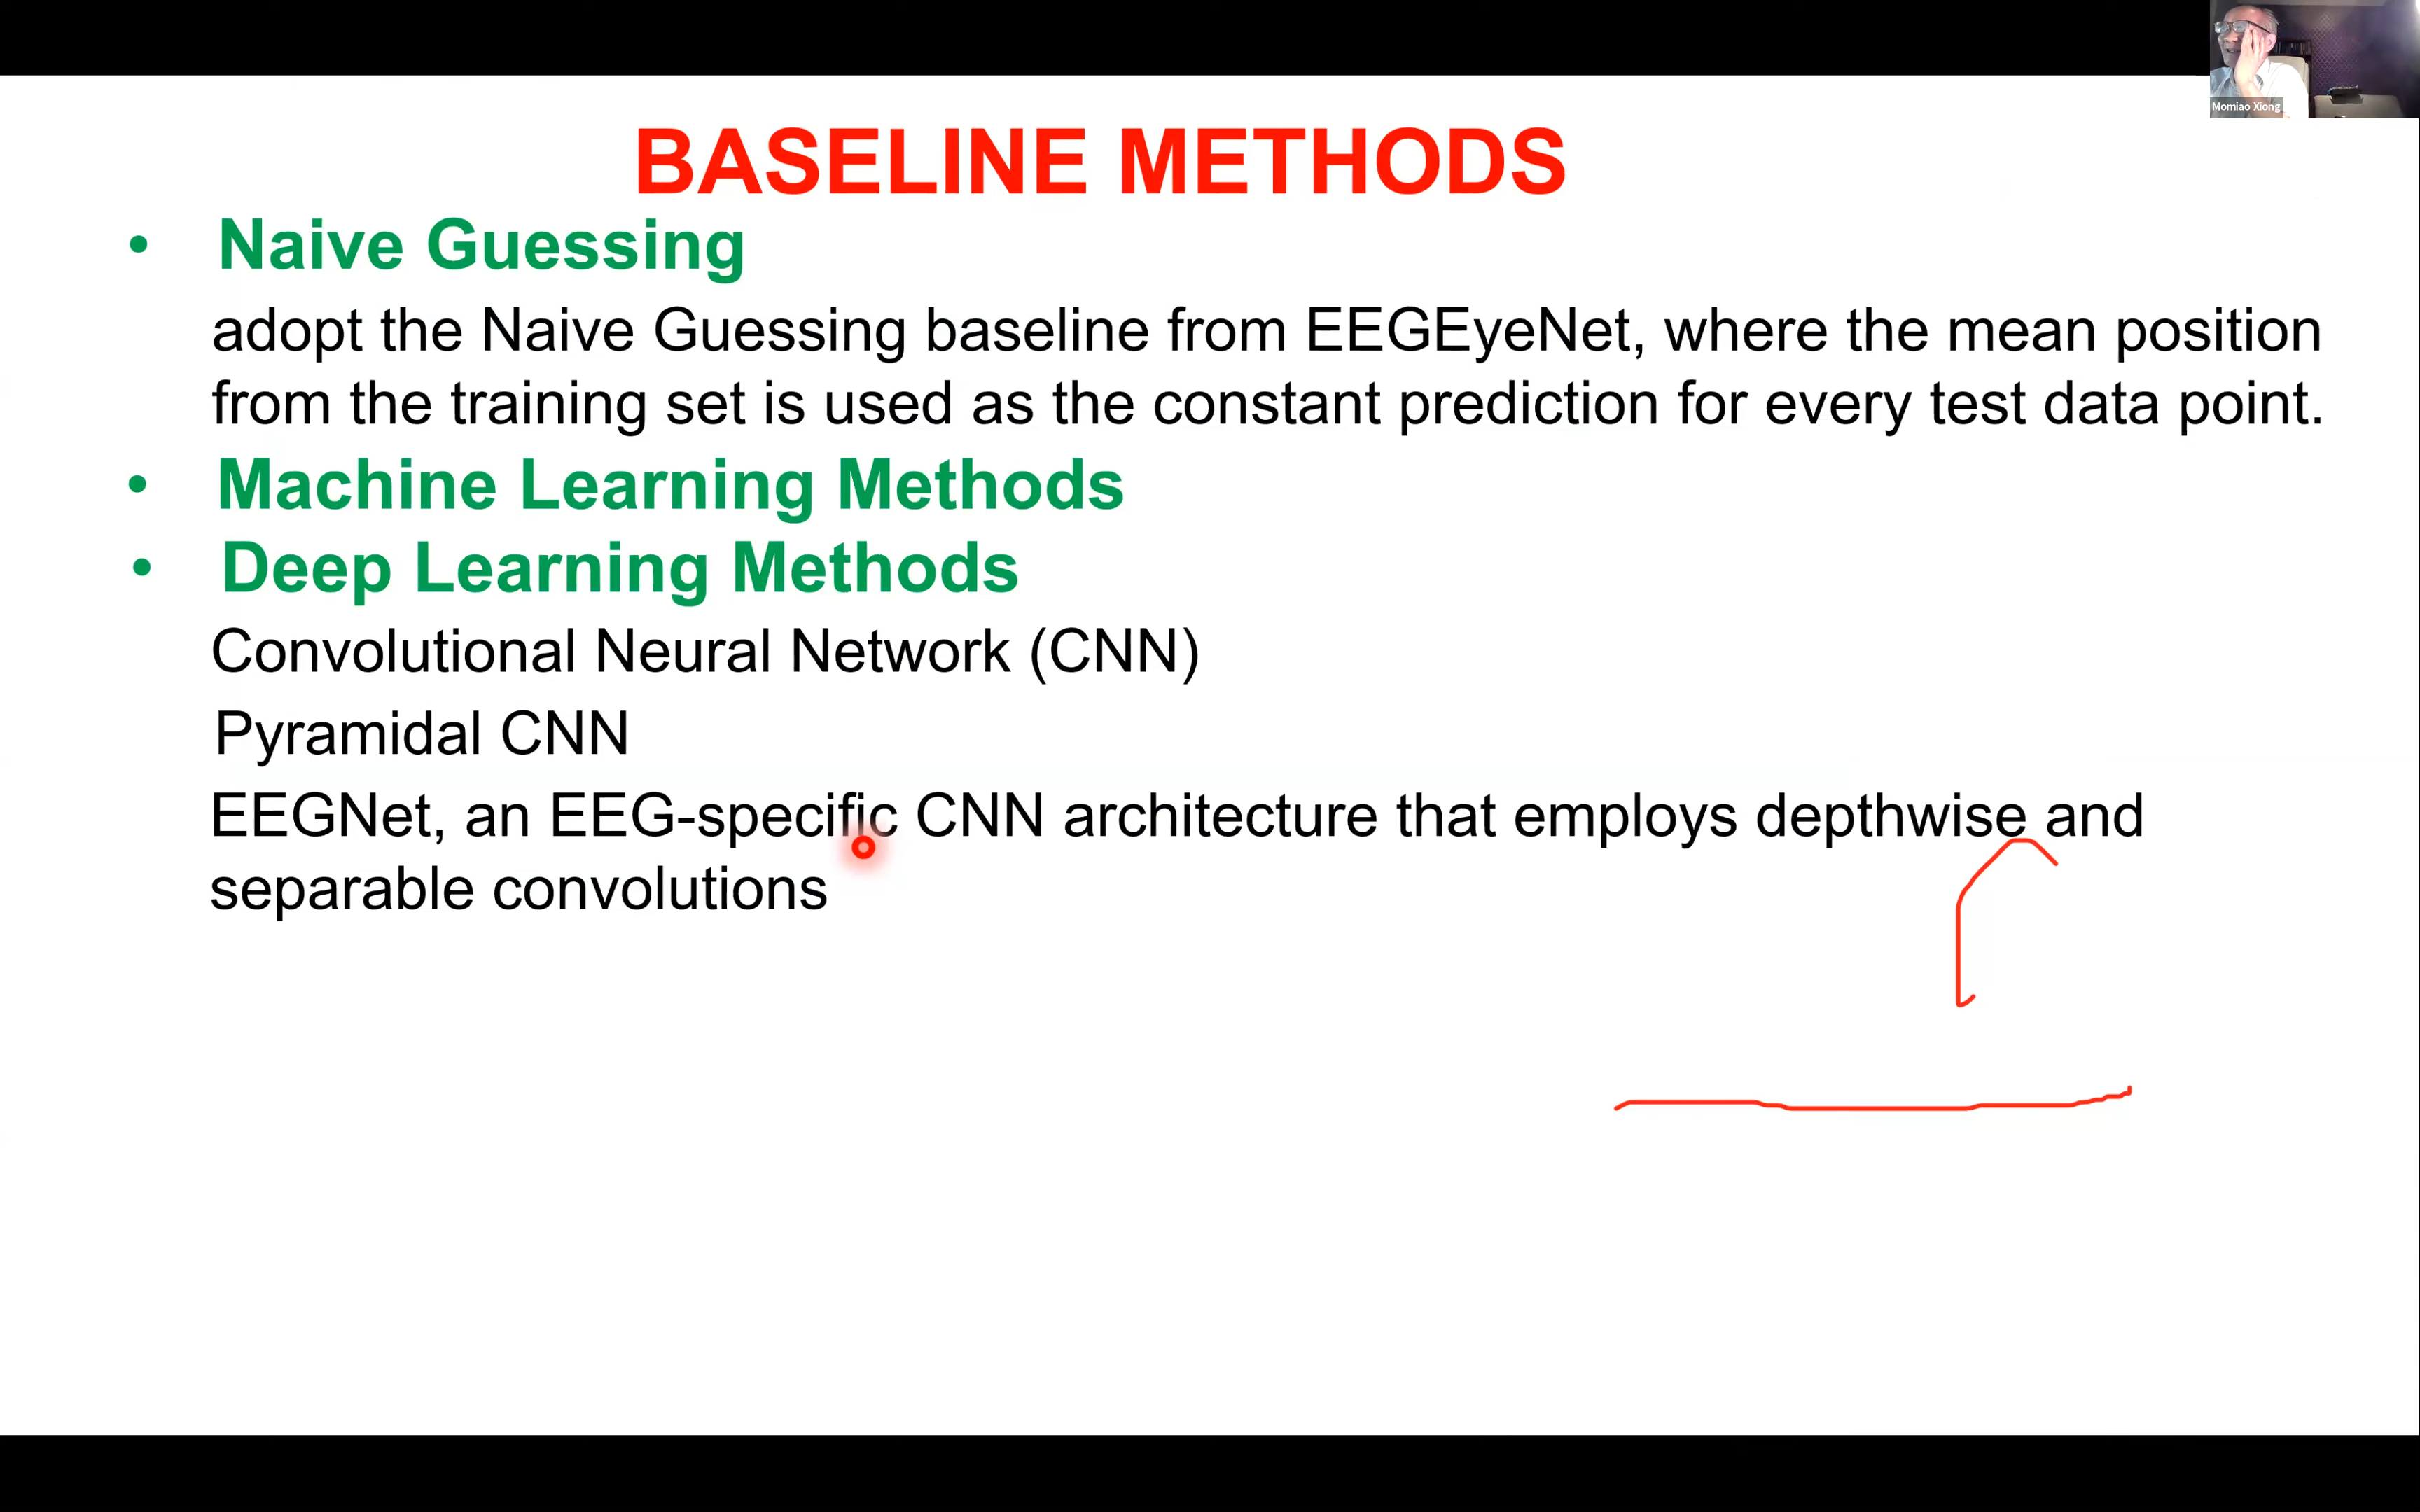 Momiao Xiong
BASELINE METHODS
• Naive Guessing
adopt the Naive Guessing baseline from EEGEyeNet, where the mean position
from the training set is used as the constant prediction for every test data point.
• Machine Learning Methods
• Deep Learning Methods
Convolutional Neural Network (CNN)
Pyramidal CNN
EEGNet, an EEG-specific CNN architecture that employs depthwise and
separable convolutions